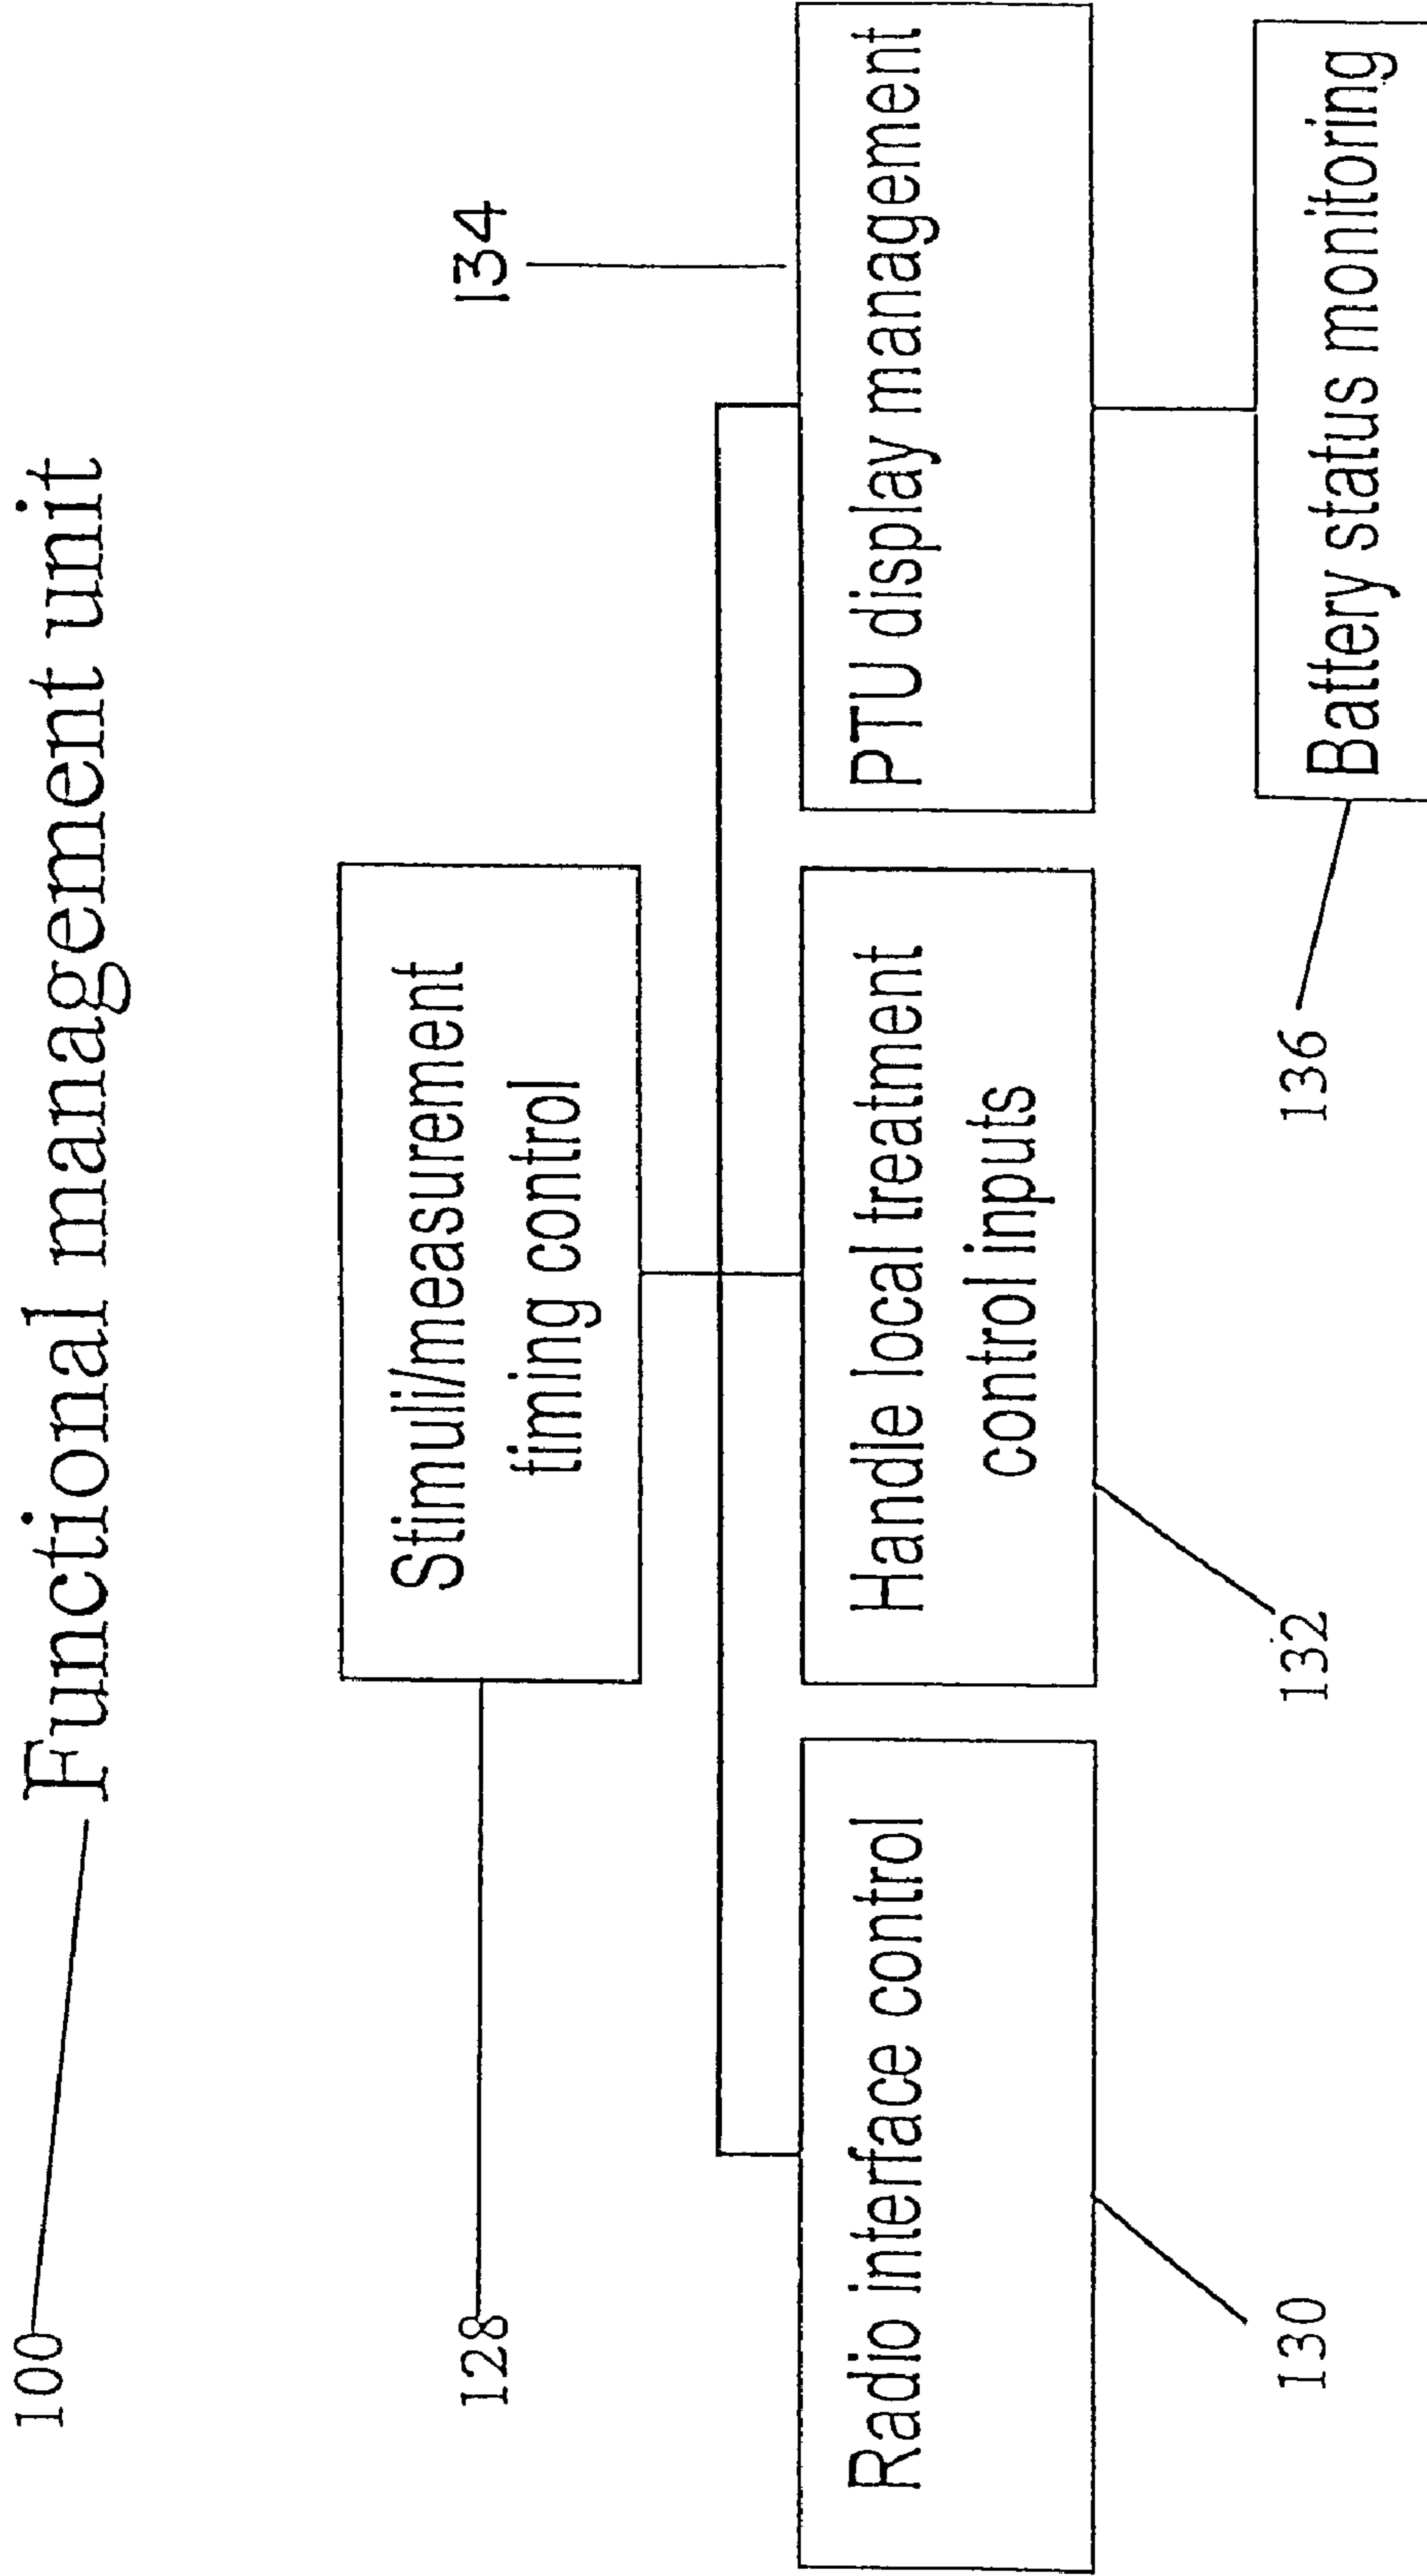 100
Functional management unit
128
Stimuli/measurement
timing control
134
Radio interface control
Handle local treatment
control inputs
PTU display management
130
132
136
Battery status monitoring